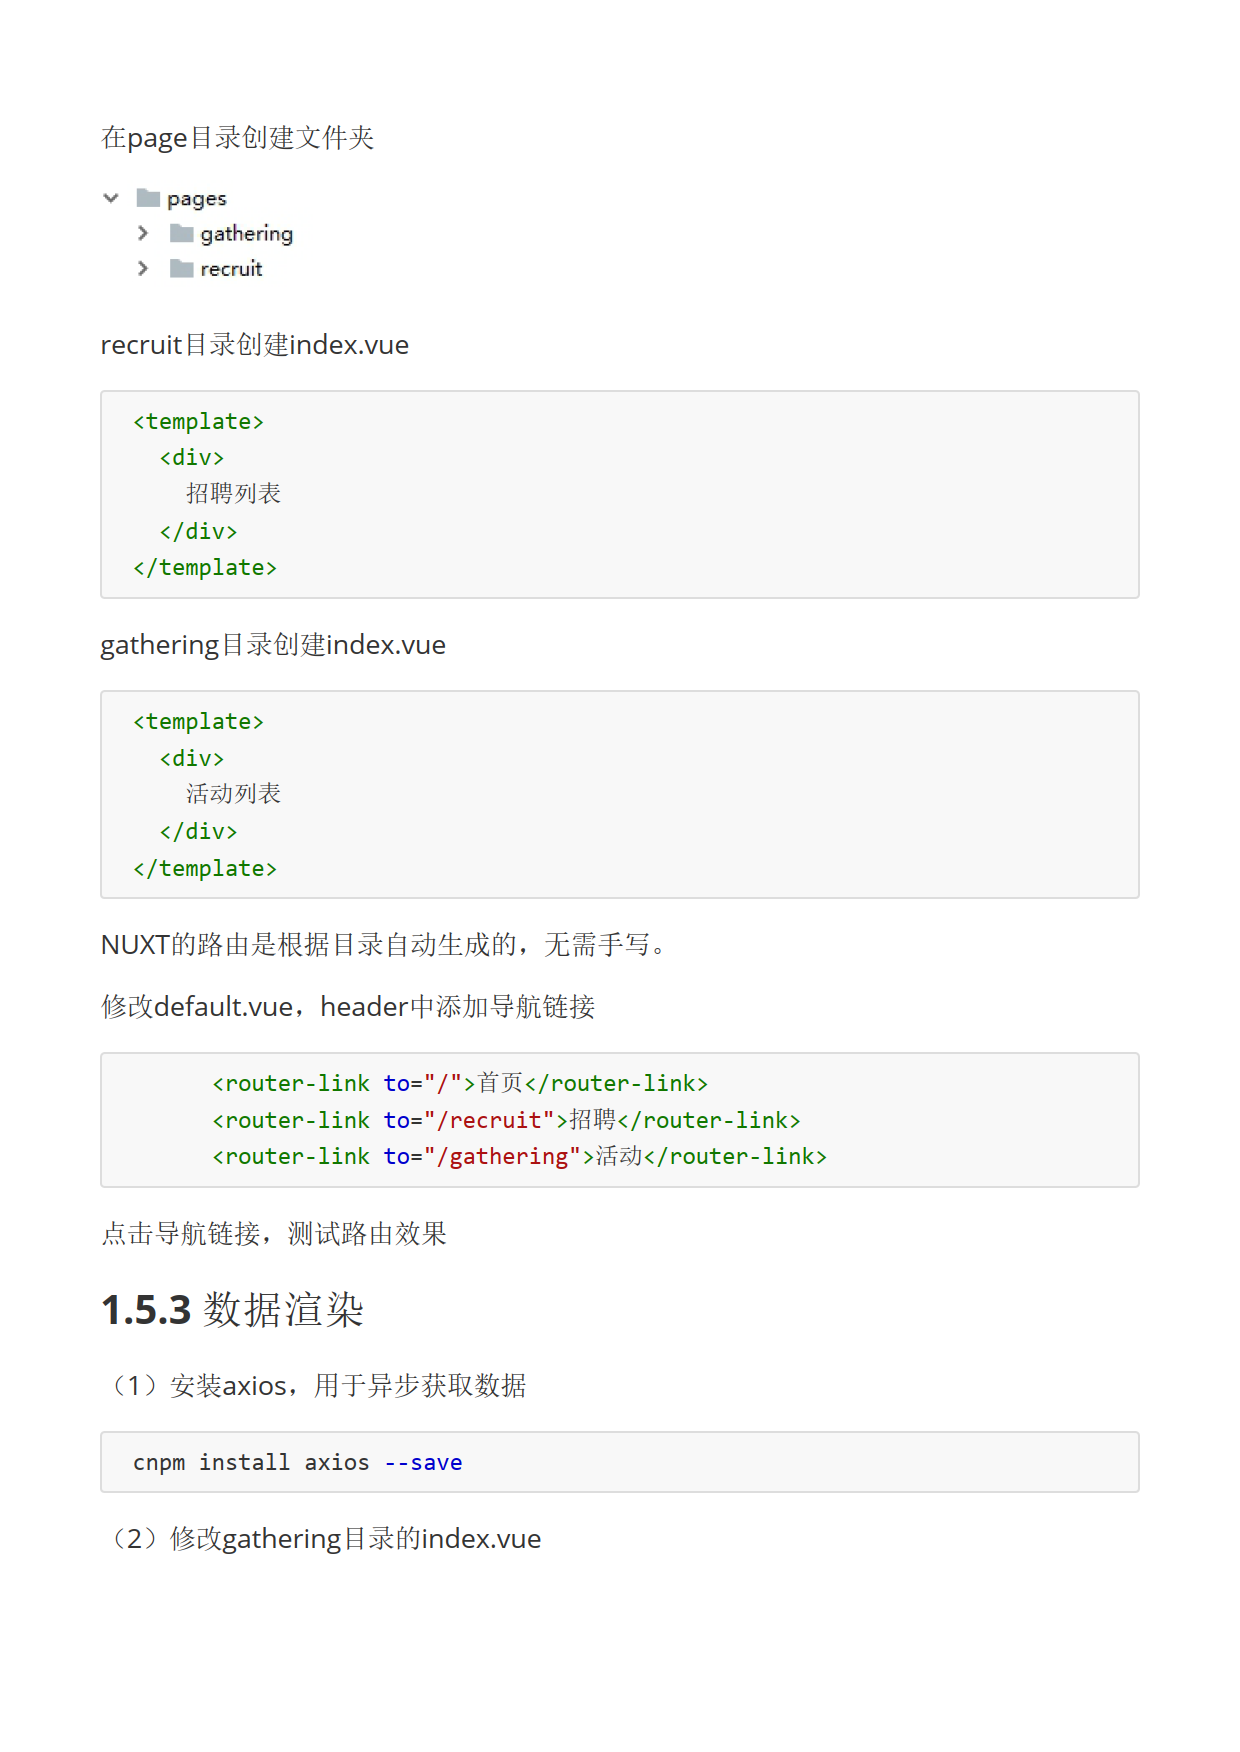 在page目录创建文件夹
pages
gathering
recruit
recruit目录创建index.vue
<template>
  <div>
    招聘列表
  </div>
</template>
gathering目录创建index.vue
<template>
  <div>
    活动列表
  </div>
</template>
NUXT的路由是根据目录自动生成的，无需手写。
修改default.vue，header中添加导航链接
<router-link to="/">首页</router-link>
<router-link to="/recruit">招聘</router-link>
<router-link to="/gathering">活动</router-link>
点击导航链接，测试路由效果
1.5.3 数据渲染
（1）安装axios，用于异步获取数据
cnpm install axios --save
（2）修改gathering目录的index.vue